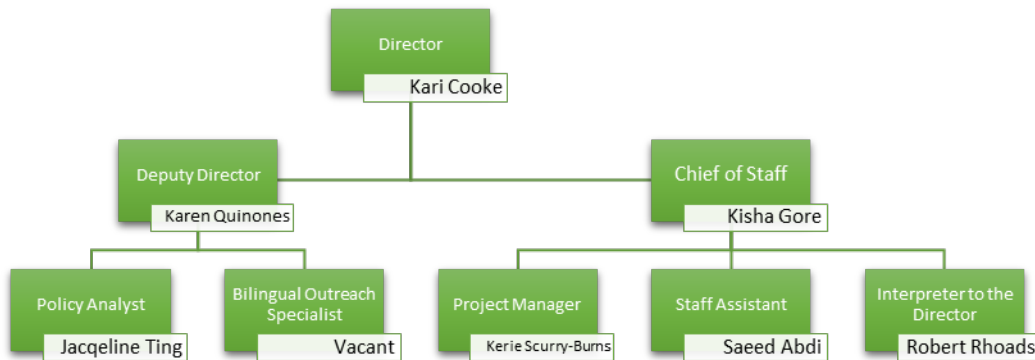 Director
Kari Cooke
Deputy Director
Karen Quinones
Chief of Staff
Kisha Gore
Policy Analyst
Jacqeline Ting
Bilingual Outreach
Specialist
Vacant
Project Manager
Kerie Scurry-Burns
Staff Assistant
Saeed Abdi
Interpreter to the
Director
Robert Rhoads